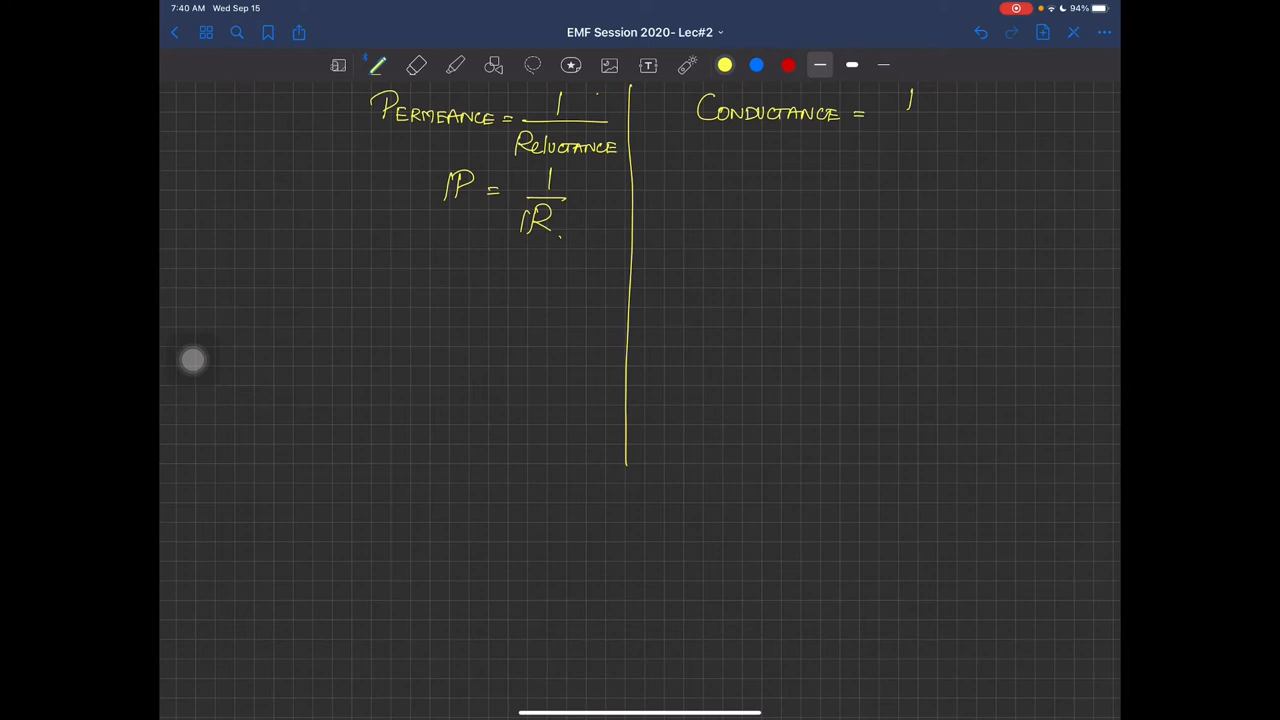 7:40 AM Wed Sep 15
94%
EMF Session 2020- Lec#2
PERMEANCE = 1
RELUCTANCE
ℙ = 1
ℝ
CONDUCTANCE = 1